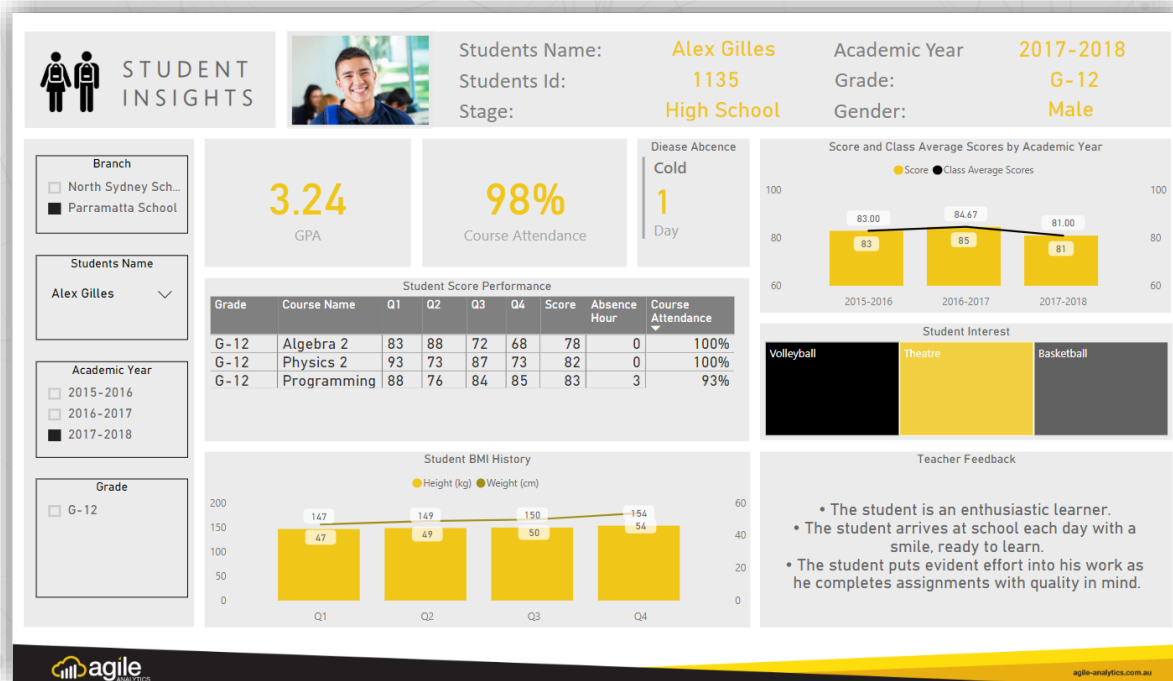 STUDENT
INSIGHTS
Students Name: Alex Gilles Academic Year 2017-2018
Students Id: 1135 Grade: G-12
Stage: High School Gender: Male
Branch
North Sydney Sch...
Parramatta School
Students Name
Alex Gilles
Academic Year
2015-2016
2016-2017
2017-2018
Grade
G-12
3.24
GPA
98%
Course Attendance
Diease Abcence
Cold
1
Day
Score and Class Average Scores by Academic Year
Score Class Average Scores
100 100
83.00 84.67 81.00
80 83 85 81 80
60 60
2015-2016 2016-2017 2017-2018
Student Score Performance
Grade Course Name Q1 Q2 Q3 Q4 Score Absence Hour Course Attendance
G-12 Algebra 2 83 88 72 68 78 0 100%
G-12 Physics 2 93 73 87 73 82 0 100%
G-12 Programming 88 76 84 85 83 3 93%
Student Interest
Volleyball Theatre Basketball
Student BMI History
Height (kg) Weight (cm)
200 60
147 149 150 154
150
47 49 50 54
40
100
20
50
0 0
Q1 Q2 Q3 Q4
Teacher Feedback
• The student is an enthusiastic learner.
• The student arrives at school each day with a
smile, ready to learn.
• The student puts evident effort into his work as
he completes assignments with quality in mind.
agile
ANALYTICS
agile-analytics.com.au